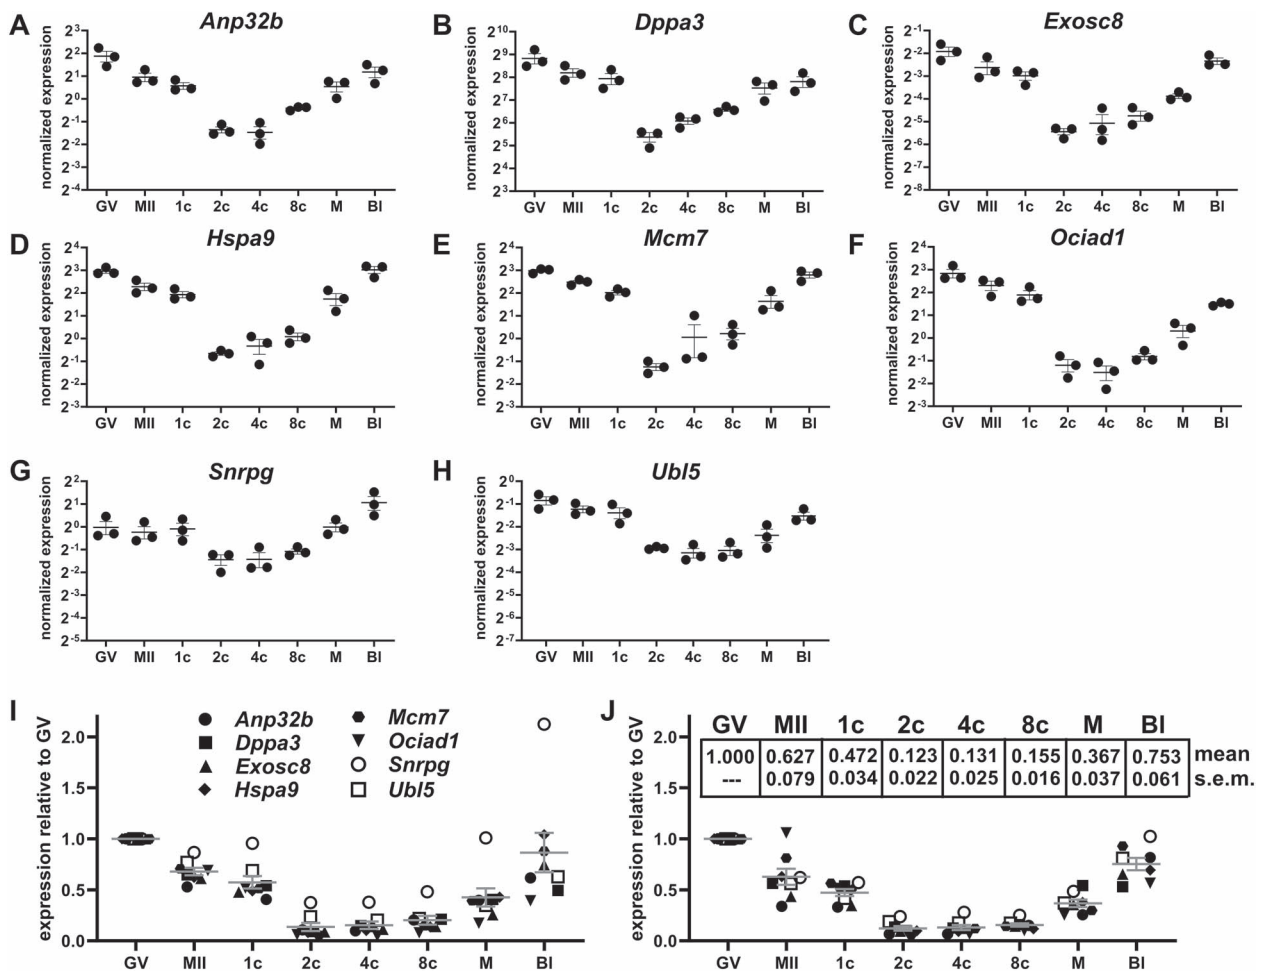 A
Anp32b
normalized expression
2^3
2^2
2^1
2^0
2^-1
2^-2
2^-3
2^-4
GV MII 1c 2c 4c 8c M Bl
B
Dppa3
normalized expression
2^10
2^9
2^8
2^7
2^6
2^5
2^4
2^3
GV MII 1c 2c 4c 8c M Bl
C
Exosc8
normalized expression
2^-1
2^-2
2^-3
2^-4
2^-5
2^-6
2^-7
2^-8
GV MII 1c 2c 4c 8c M Bl
D
Hspa9
normalized expression
2^4
2^3
2^2
2^1
2^0
2^-1
2^-2
2^-3
GV MII 1c 2c 4c 8c M Bl
E
Mcm7
normalized expression
2^4
2^3
2^2
2^1
2^0
2^-1
2^-2
2^-3
GV MII 1c 2c 4c 8c M Bl
F
Ociad1
normalized expression
2^4
2^3
2^2
2^1
2^0
2^-1
2^-2
2^-3
GV MII 1c 2c 4c 8c M Bl
G
Snrpg
normalized expression
2^2
2^1
2^0
2^-1
2^-2
2^-3
2^-4
2^-5
GV MII 1c 2c 4c 8c M Bl
H
Ubl5
normalized expression
2^0
2^-1
2^-2
2^-3
2^-4
2^-5
2^-6
2^-7
GV MII 1c 2c 4c 8c M Bl
I
expression relative to GV
Anp32b Mcm7
Dppa3 Ociad1
Exosc8 Snrpg
Hspa9 Ubl5
2.0
1.5
1.0
0.5
0.0
GV MII 1c 2c 4c 8c M Bl
J
expression relative to GV
GV MII 1c 2c 4c 8c M Bl
1.000 0.627 0.472 0.123 0.131 0.155 0.367 0.753 mean
--- 0.079 0.034 0.022 0.025 0.016 0.037 0.061 s.e.m.
2.0
1.5
1.0
0.5
0.0
GV MII 1c 2c 4c 8c M Bl